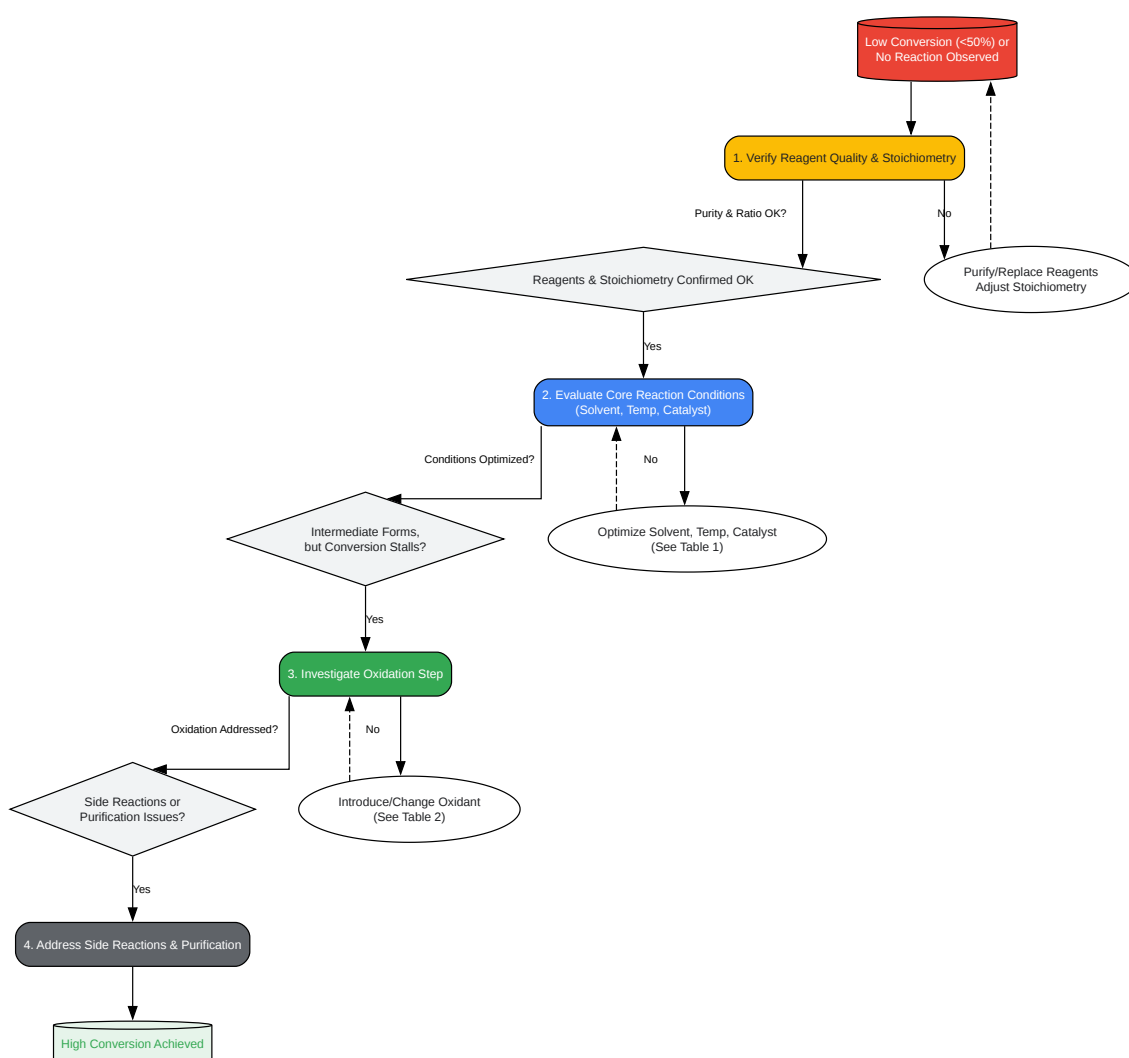 Low Conversion (<50%) or
No Reaction Observed
1. Verify Reagent Quality & Stoichiometry
Purity & Ratio OK?
No
Reagents & Stoichiometry Confirmed OK
Purify/Replace Reagents
Adjust Stoichiometry
Yes
2. Evaluate Core Reaction Conditions
(Solvent, Temp, Catalyst)
Conditions Optimized?
No
Intermediate Forms,
but Conversion Stalls?
Optimize Solvent, Temp, Catalyst
(See Table 1)
Yes
3. Investigate Oxidation Step
Oxidation Addressed?
No
Side Reactions or
Purification Issues?
Introduce/Change Oxidant
(See Table 2)
Yes
4. Address Side Reactions & Purification
High Conversion Achieved